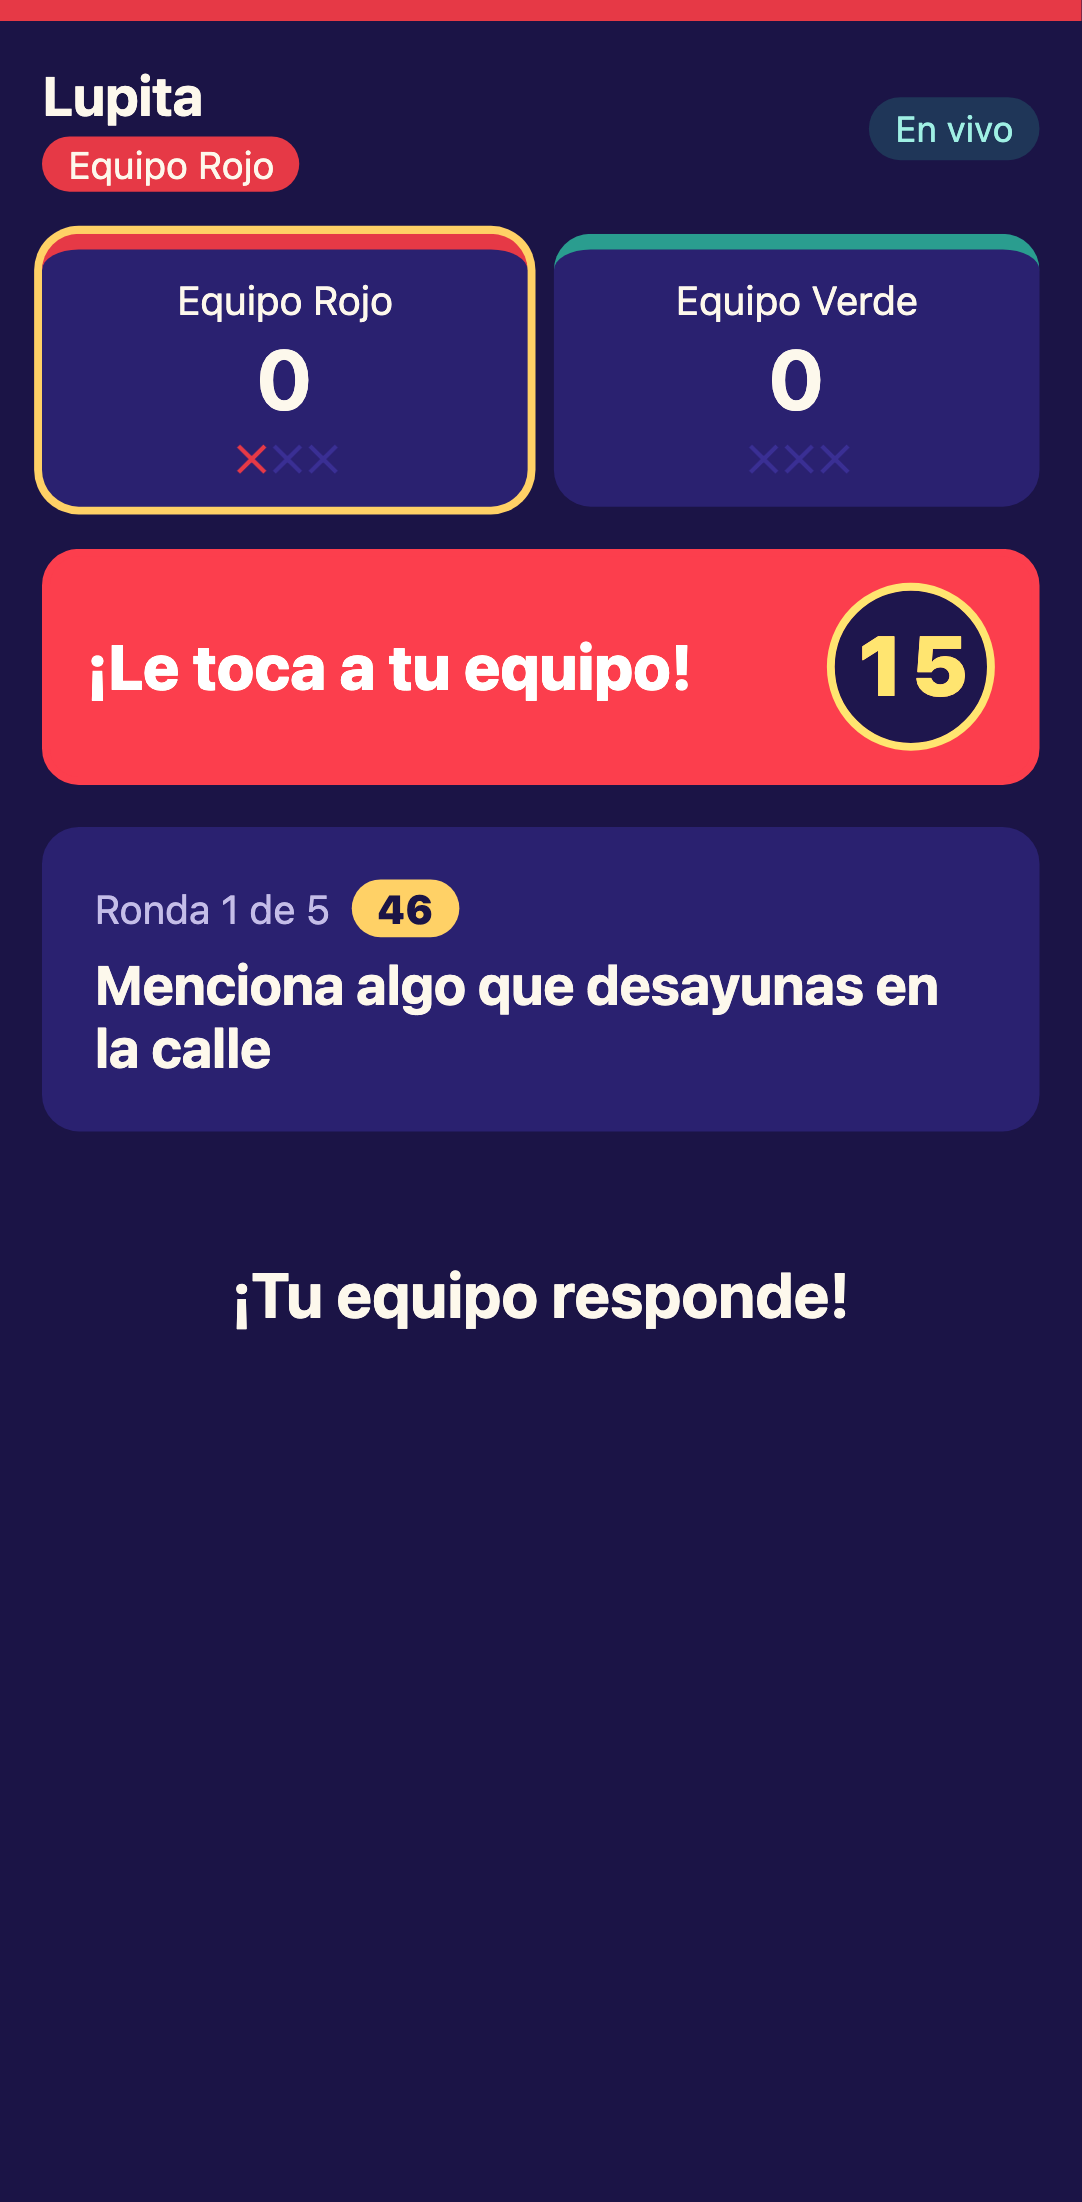 Lupita
Equipo Rojo
En vivo
Equipo Rojo
0
×××
Equipo Verde
0
×××
¡Le toca a tu equipo!
15
Ronda 1 de 5 46
Menciona algo que desayunas en
la calle
¡Tu equipo responde!